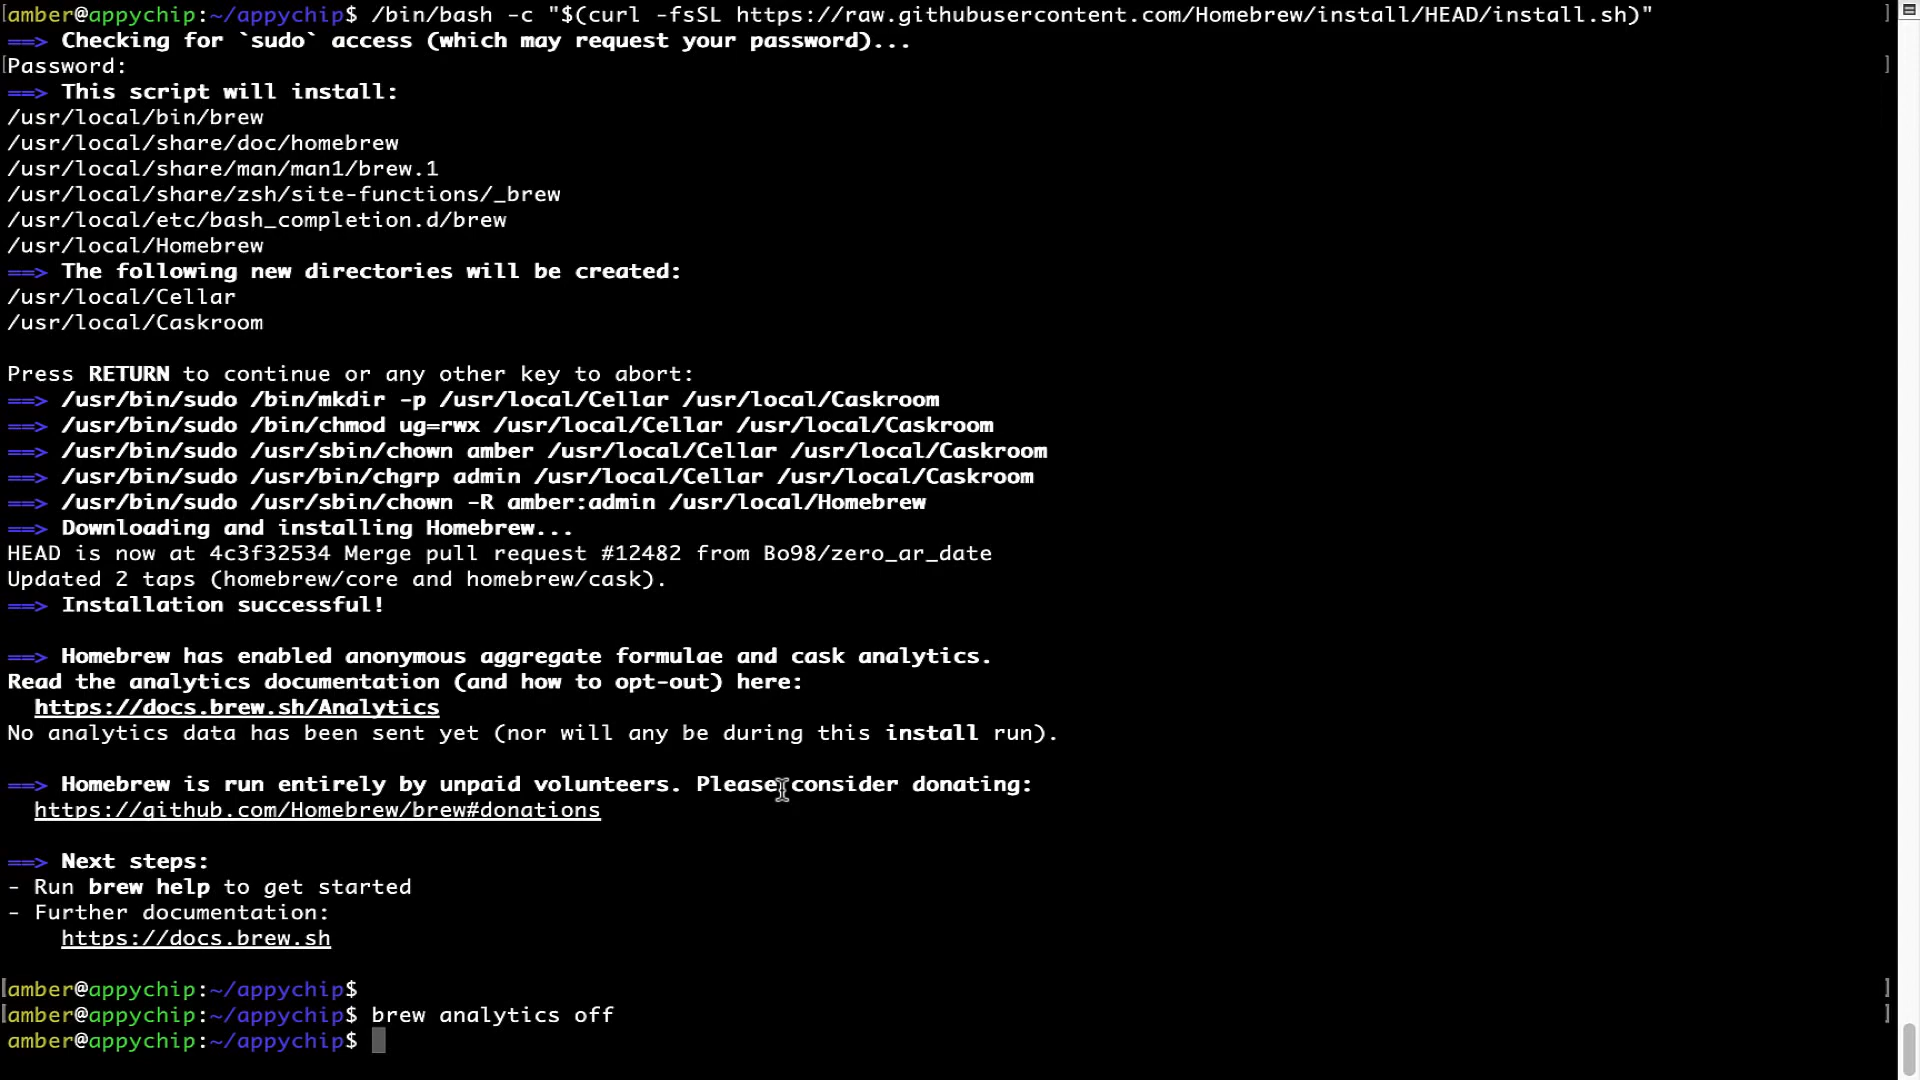 amber@appychip:~/appychip$ /bin/bash -c "$(curl -fsSL https://raw.githubusercontent.com/Homebrew/install/HEAD/install.sh)"
==> Checking for `sudo` access (which may request your password)...
Password:
==> This script will install:
/usr/local/bin/brew
/usr/local/share/doc/homebrew
/usr/local/share/man/man1/brew.1
/usr/local/share/zsh/site-functions/_brew
/usr/local/etc/bash_completion.d/brew
/usr/local/Homebrew
==> The following new directories will be created:
/usr/local/Cellar
/usr/local/Caskroom
Press RETURN to continue or any other key to abort:
==> /usr/bin/sudo /bin/mkdir -p /usr/local/Cellar /usr/local/Caskroom
==> /usr/bin/sudo /bin/chmod ug=rwx /usr/local/Cellar /usr/local/Caskroom
==> /usr/bin/sudo /usr/sbin/chown amber /usr/local/Cellar /usr/local/Caskroom
==> /usr/bin/sudo /usr/bin/chgrp admin /usr/local/Cellar /usr/local/Caskroom
==> /usr/bin/sudo /usr/sbin/chown -R amber:admin /usr/local/Homebrew
==> Downloading and installing Homebrew...
HEAD is now at 4c3f32534 Merge pull request #12482 from Bo98/zero_ar_date
Updated 2 taps (homebrew/core and homebrew/cask).
==> Installation successful!
==> Homebrew has enabled anonymous aggregate formulae and cask analytics.
Read the analytics documentation (and how to opt-out) here:
https://docs.brew.sh/Analytics
No analytics data has been sent yet (nor will any be during this install run).
==> Homebrew is run entirely by unpaid volunteers. Please consider donating:
https://github.com/Homebrew/brew#donations
==> Next steps:
- Run brew help to get started
- Further documentation:
https://docs.brew.sh
amber@appychip:~/appychip$
amber@appychip:~/appychip$ brew analytics off
amber@appychip:~/appychip$